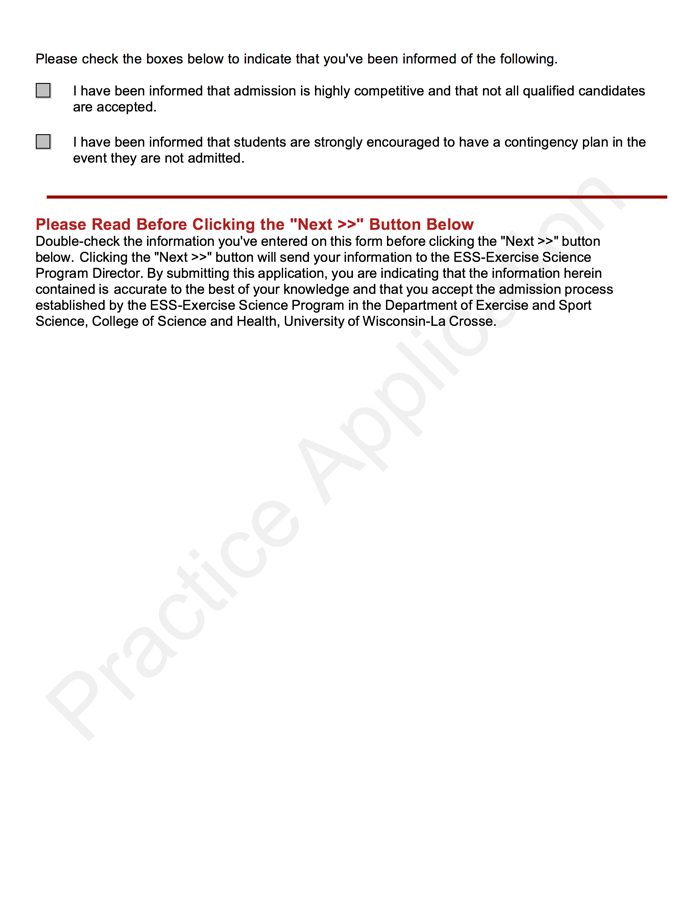 Please check the boxes below to indicate that you've been informed of the following.
I have been informed that admission is highly competitive and that not all qualified candidates
are accepted.
I have been informed that students are strongly encouraged to have a contingency plan in the
event they are not admitted.
Please Read Before Clicking the "Next >>" Button Below
Double-check the information you've entered on this form before clicking the "Next >>" button
below. Clicking the "Next >>" button will send your information to the ESS-Exercise Science
Program Director. By submitting this application, you are indicating that the information herein
contained is accurate to the best of your knowledge and that you accept the admission process
established by the ESS-Exercise Science Program in the Department of Exercise and Sport
Science, College of Science and Health, University of Wisconsin-La Crosse.
Practice Application